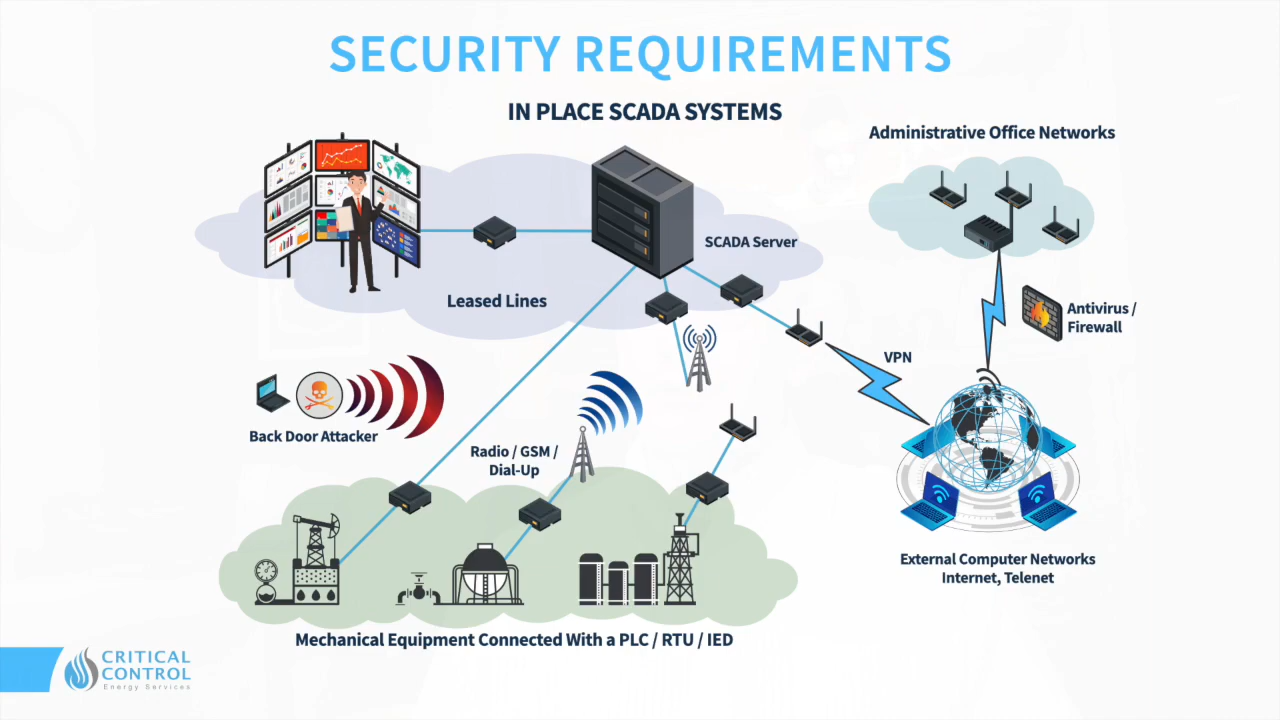 SECURITY REQUIREMENTS
IN PLACE SCADA SYSTEMS
Administrative Office Networks
SCADA Server
Leased Lines
Antivirus /
Firewall
VPN
Back Door Attacker
Radio / GSM /
Dial-Up
External Computer Networks
Internet, Telenet
Mechanical Equipment Connected With a PLC / RTU / IED
CRITICAL
CONTROL
Energy Services